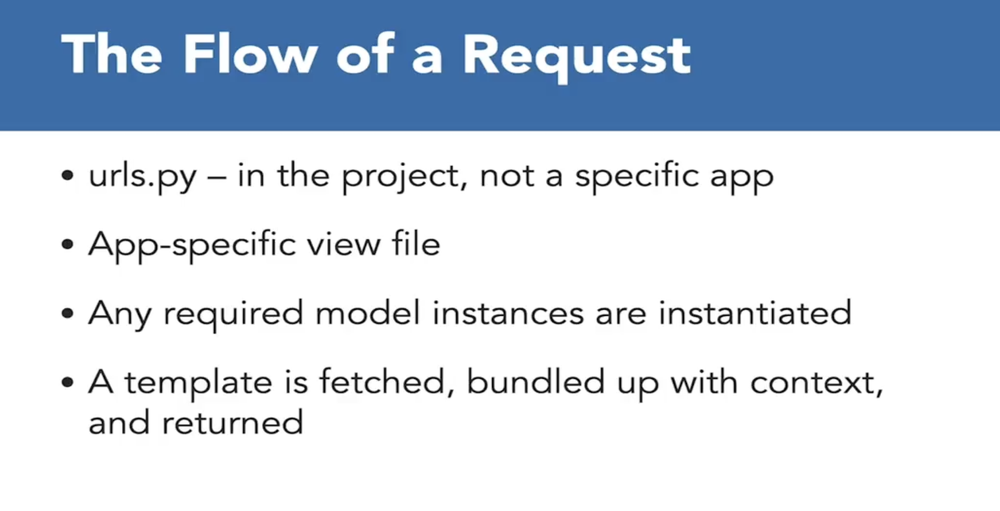 The Flow of a Request
• urls.py – in the project, not a specific app
• App-specific view file
• Any required model instances are instantiated
• A template is fetched, bundled up with context,
and returned